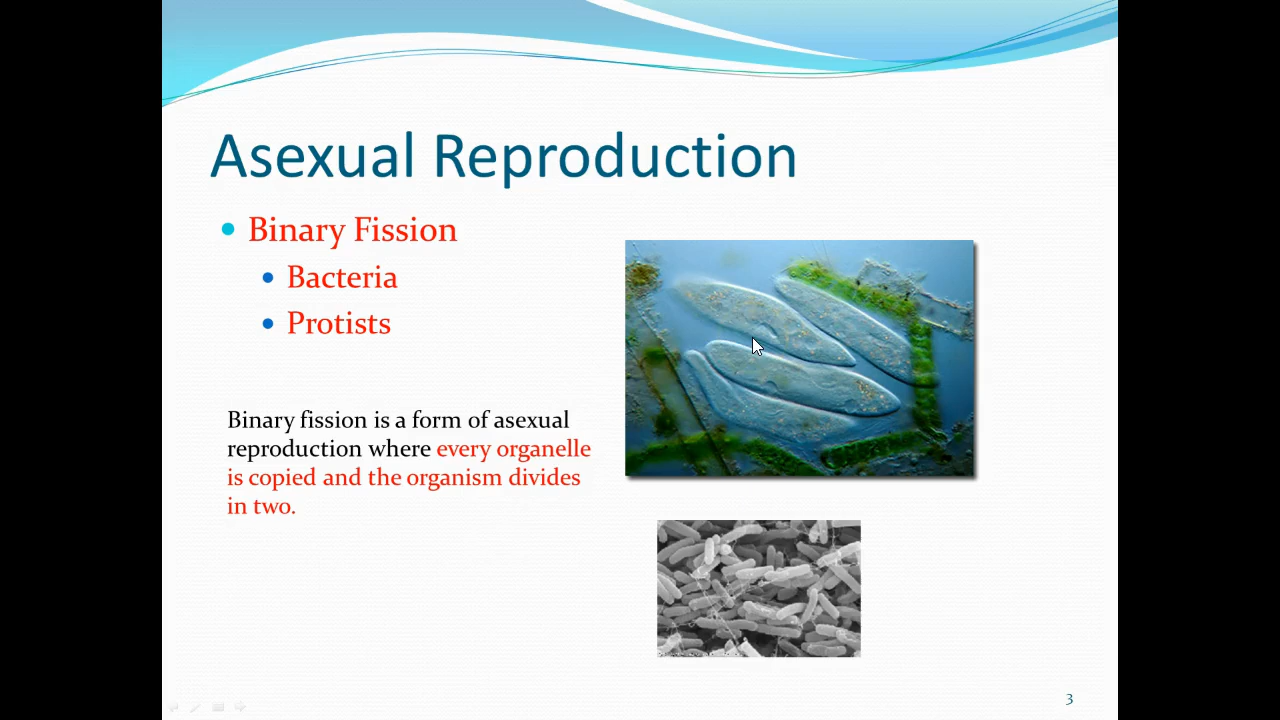 Asexual Reproduction
Binary Fission
Bacteria
Protists
Binary fission is a form of asexual
reproduction where every organelle
is copied and the organism divides
in two.
3